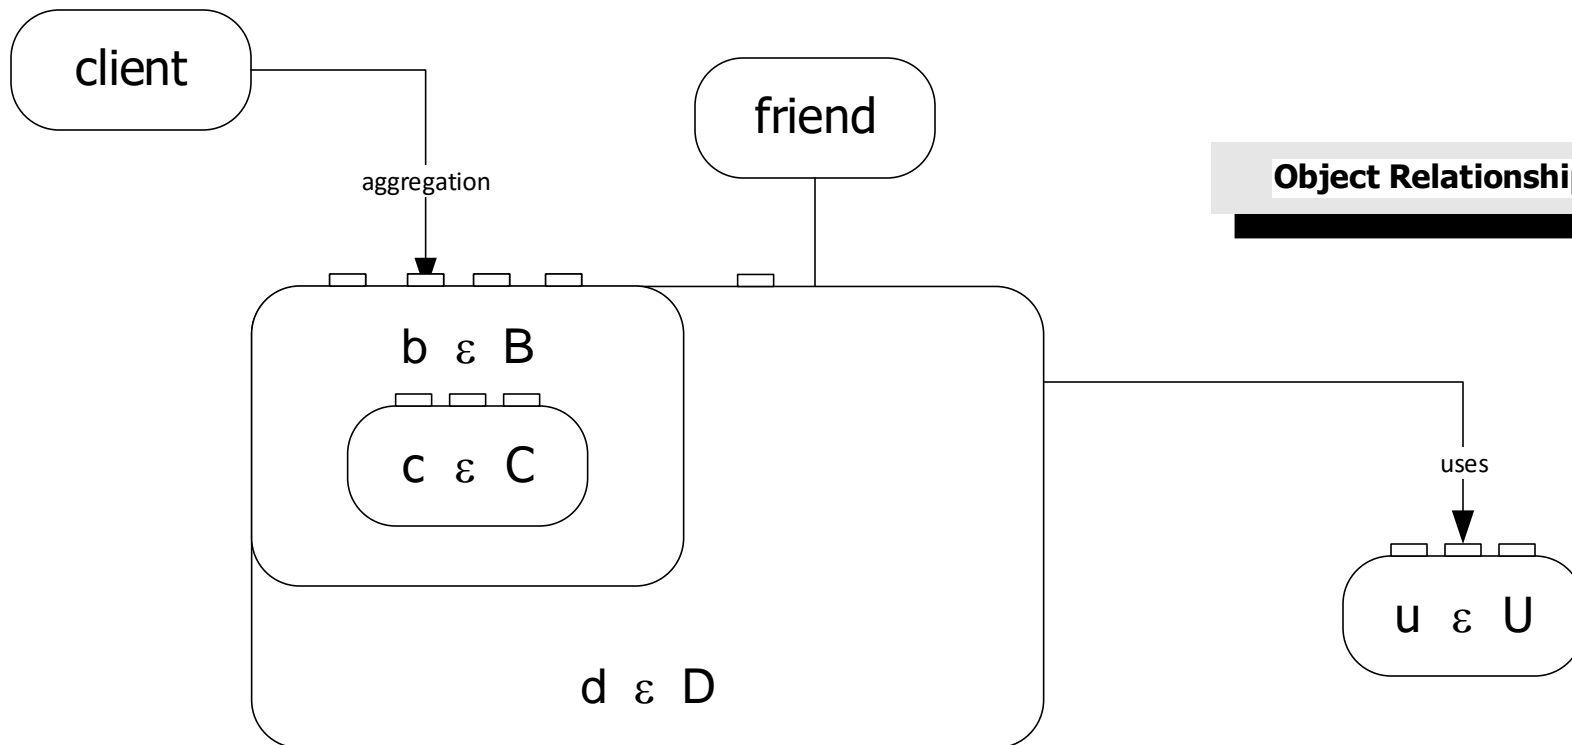 client
friend
Object Relationshi
aggregation
b ε B
c ε C
uses
u ε U
d ε D